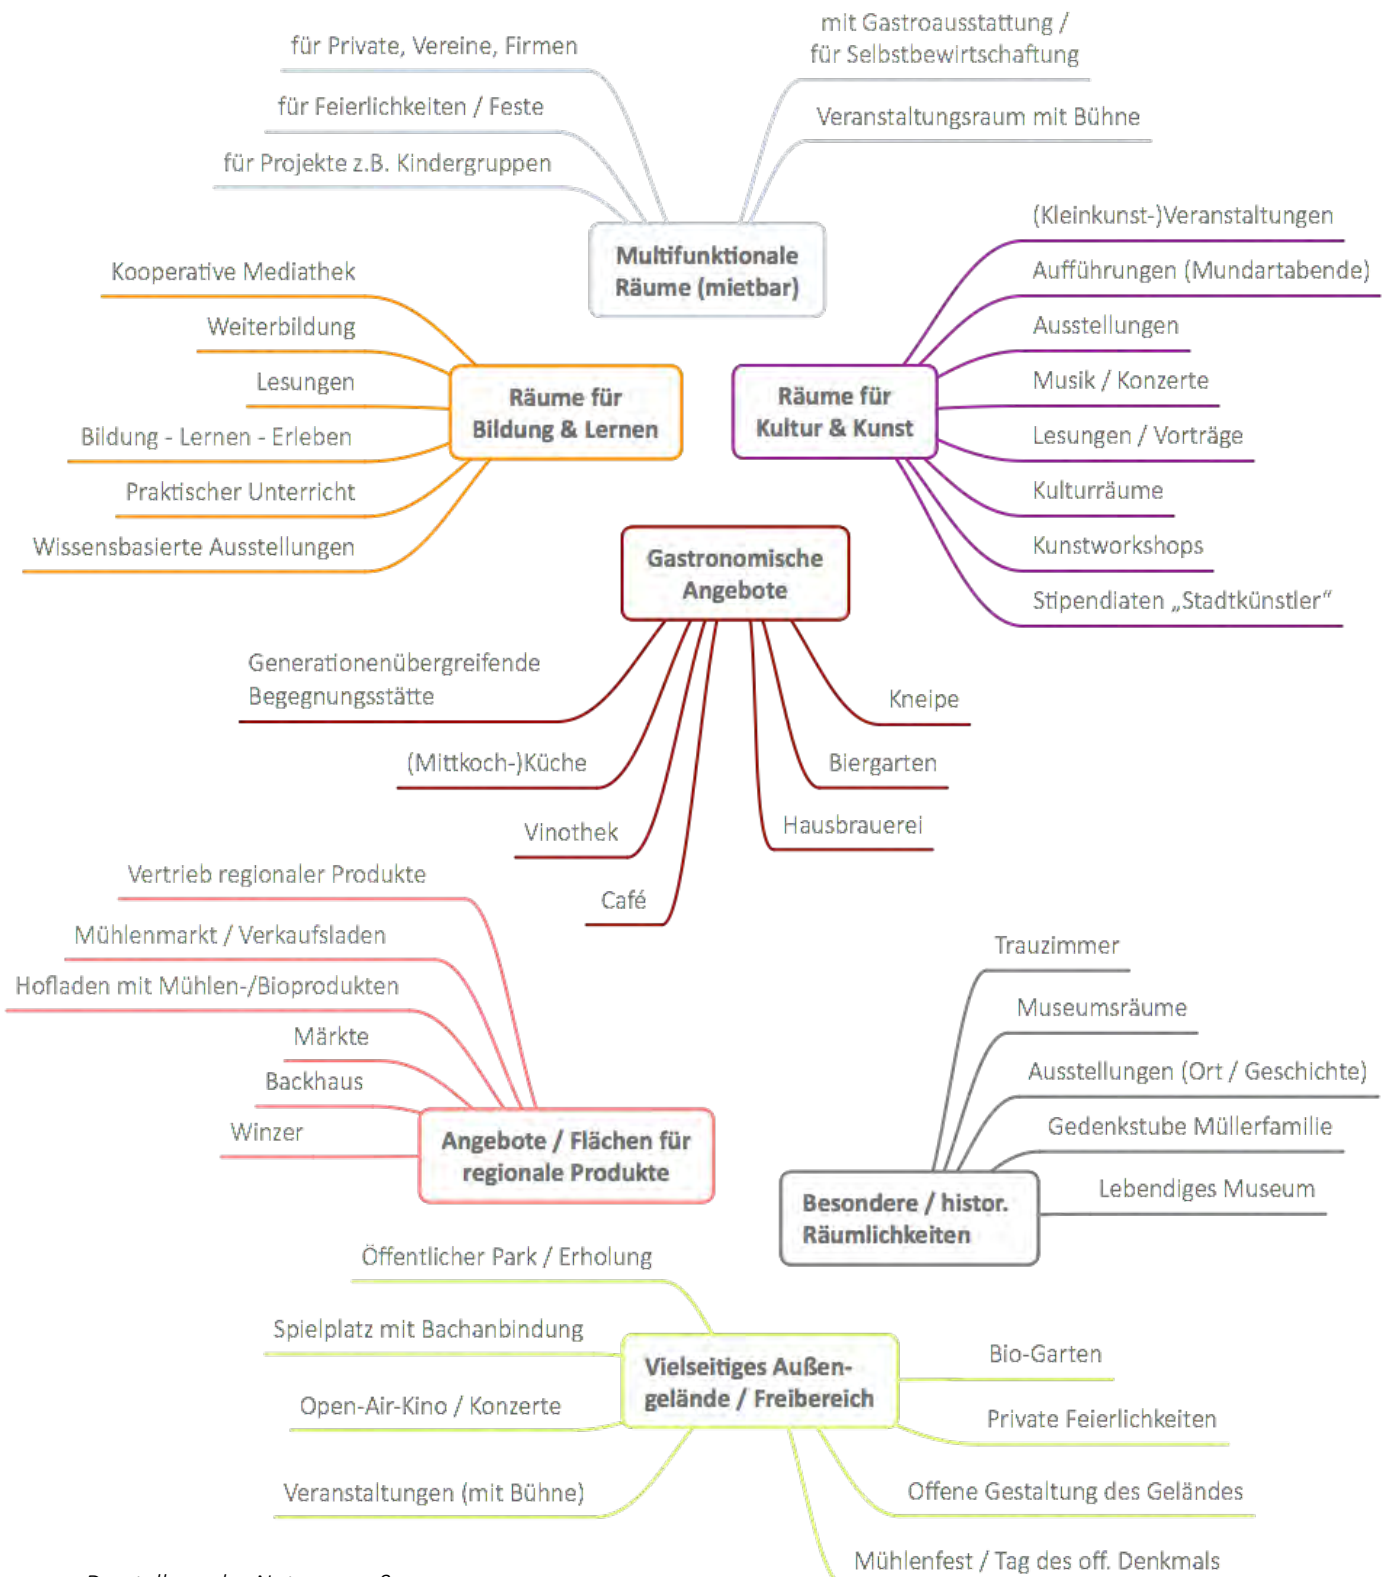 für Private, Vereine, Firmen
für Feierlichkeiten / Feste
für Projekte z.B. Kindergruppen
mit Gastroausstattung /
für Selbstbewirtschaftung
Veranstaltungsraum mit Bühne
Multifunktionale
Räume (mietbar)
Kooperative Mediathek
Weiterbildung
Lesungen
Bildung - Lernen - Erleben
Praktischer Unterricht
Wissensbasierte Ausstellungen
Räume für
Bildung & Lernen
Räume für
Kultur & Kunst
(Kleinkunst-)Veranstaltungen
Aufführungen (Mundartabende)
Ausstellungen
Musik / Konzerte
Lesungen / Vorträge
Kulturräume
Kunstworkshops
Stipendiaten „Stadtkünstler“
Gastronomische
Angebote
Generationenübergreifende
Begegnungsstätte
(Mittkoch-)Küche
Vinothek
Café
Kneipe
Biergarten
Hausbrauerei
Vertrieb regionaler Produkte
Mühlenmarkt / Verkaufsladen
Hofladen mit Mühlen-/Bioprodukten
Märkte
Backhaus
Winzer
Angebote / Flächen für
regionale Produkte
Trauzimmer
Museumsräume
Ausstellungen (Ort / Geschichte)
Gedenkstube Müllerfamilie
Lebendiges Museum
Besondere / histor.
Räumlichkeiten
Öffentlicher Park / Erholung
Spielplatz mit Bachanbindung
Open-Air-Kino / Konzerte
Veranstaltungen (mit Bühne)
Vielseitiges Außen-
gelände / Freibereich
Bio-Garten
Private Feierlichkeiten
Offene Gestaltung des Geländes
Mühlenfest / Tag des off. Denkmals